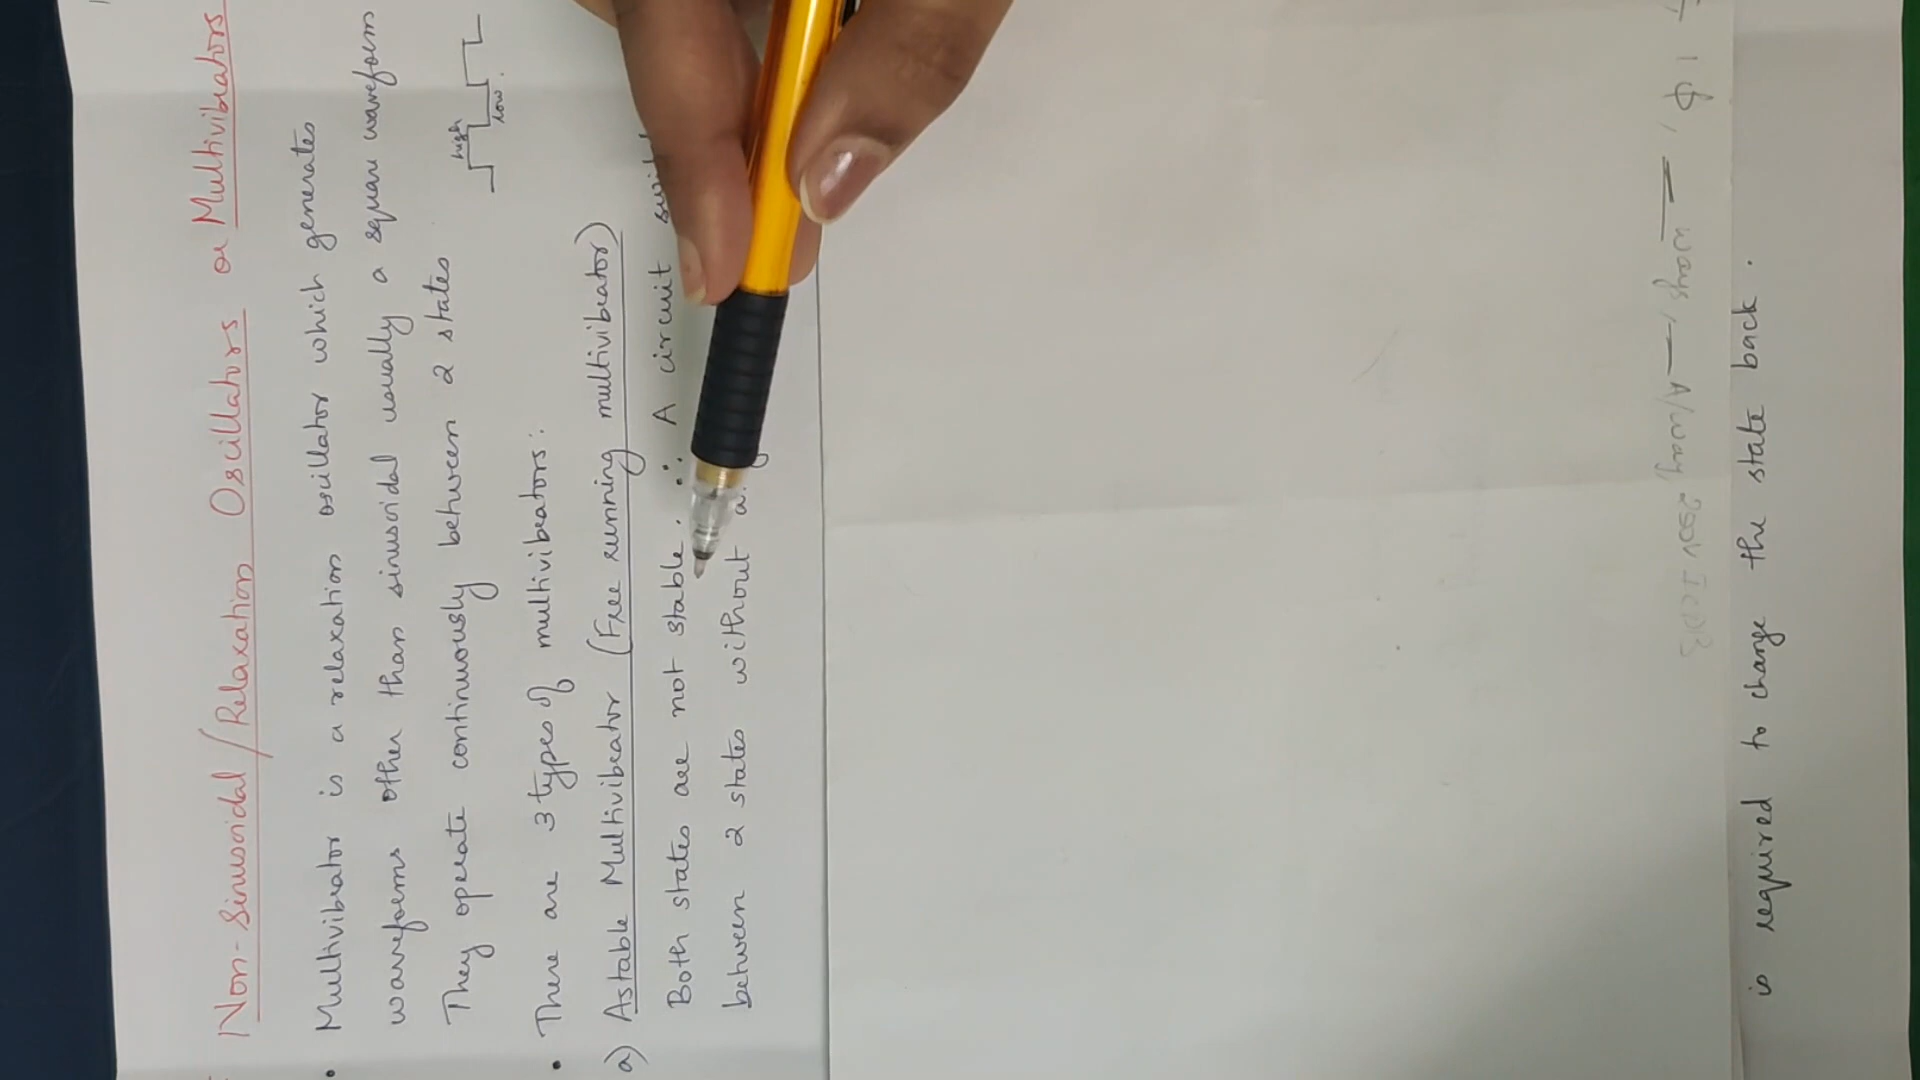 Non-Sinusoidal/Relaxation Oscillators or Multivibrators
• Multivibrator is a relaxation oscillator which generates
waveforms other than sinusoidal usually a square waveform
They operate continuously between 2 states
high
low
• There are 3 types of multivibrators:
a) Astable Multivibrator (Free running multivibrator)
Both states are not stable. ∴ A circuit
between 2 states without
is required to change the state back.